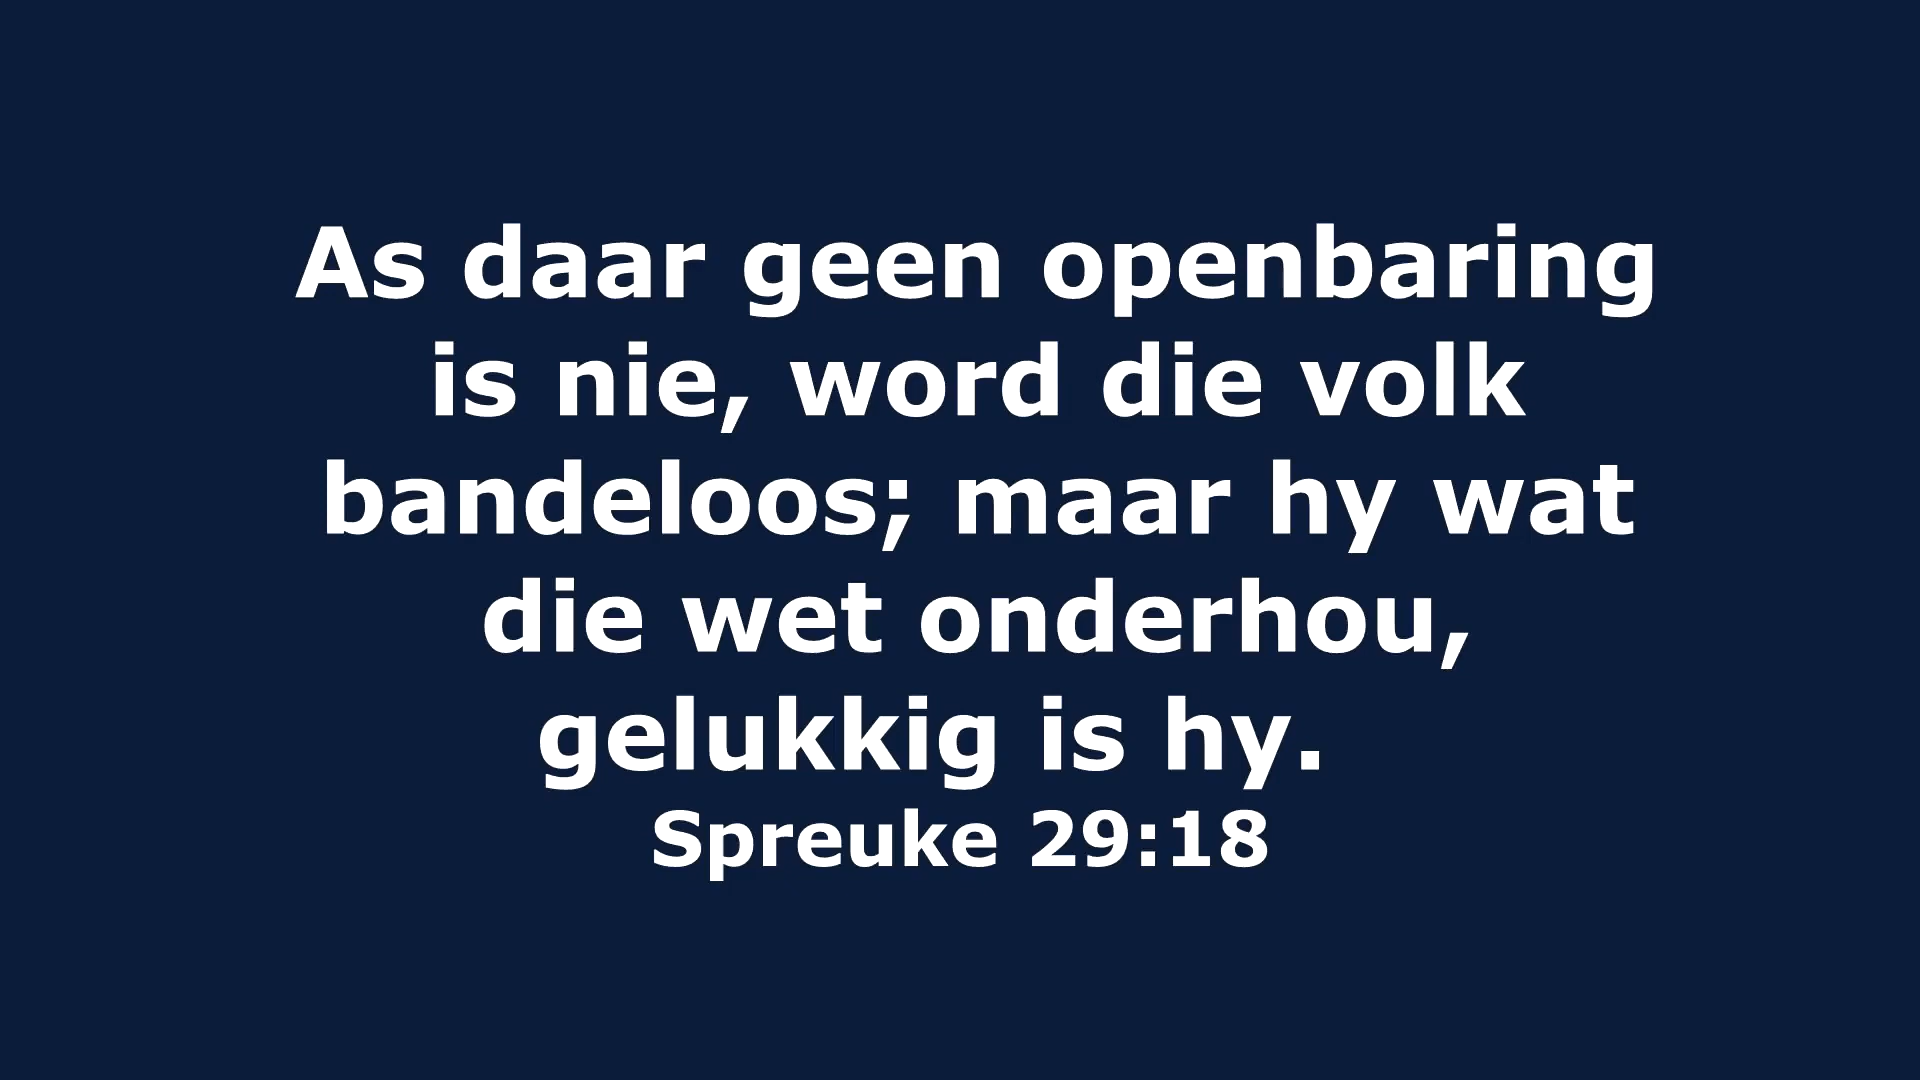 As daar geen openbaring
is nie, word die volk
bandeloos; maar hy wat
die wet onderhou,
gelukkig is hy.
Spreuke 29:18